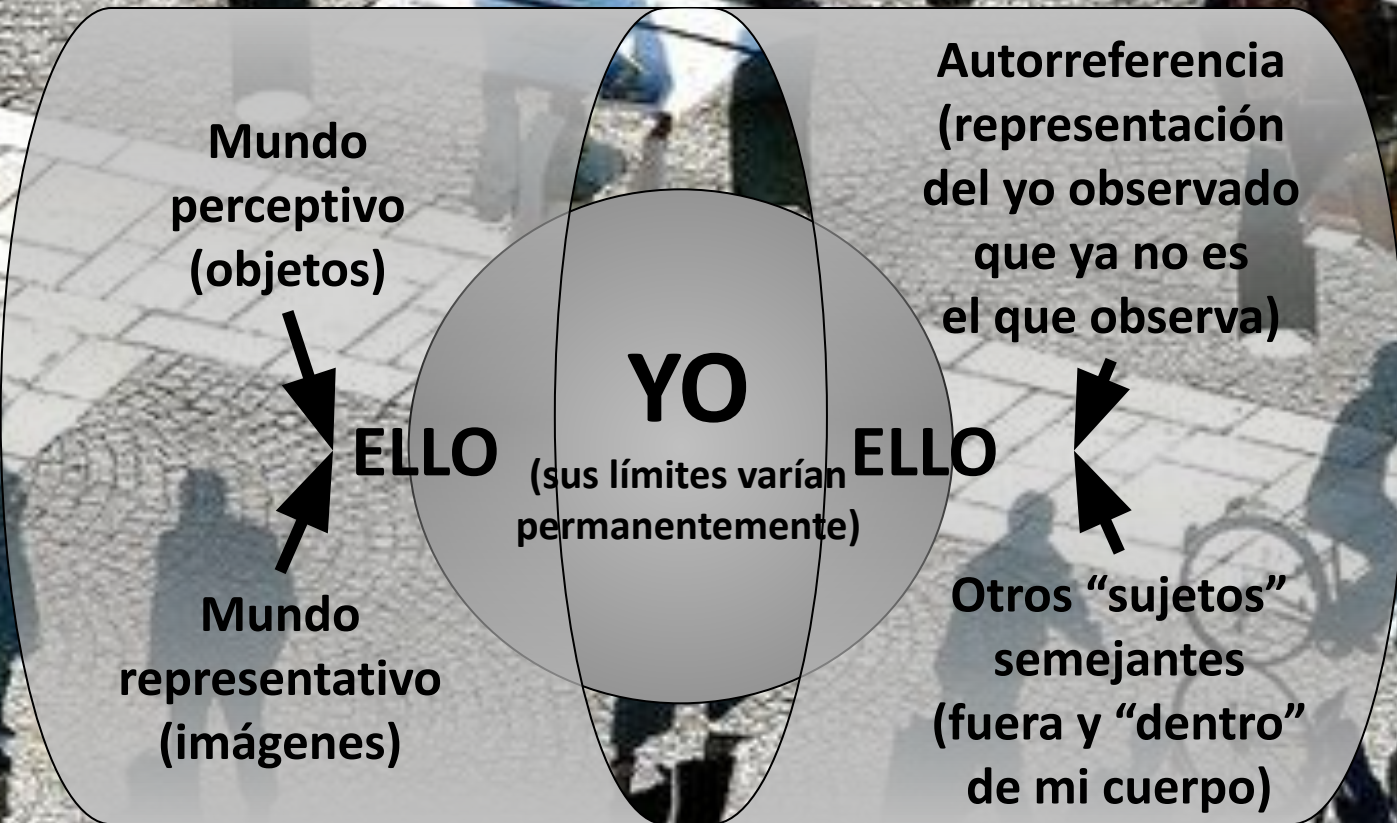 Mundo
perceptivo
(objetos)
Autorreferencia
(representación
del yo observado
que ya no es
el que observa)
ELLO
YO
(sus límites varían
permanentemente)
ELLO
Mundo
representativo
(imágenes)
Otros “sujetos”
semejantes
(fuera y “dentro”
de mi cuerpo)